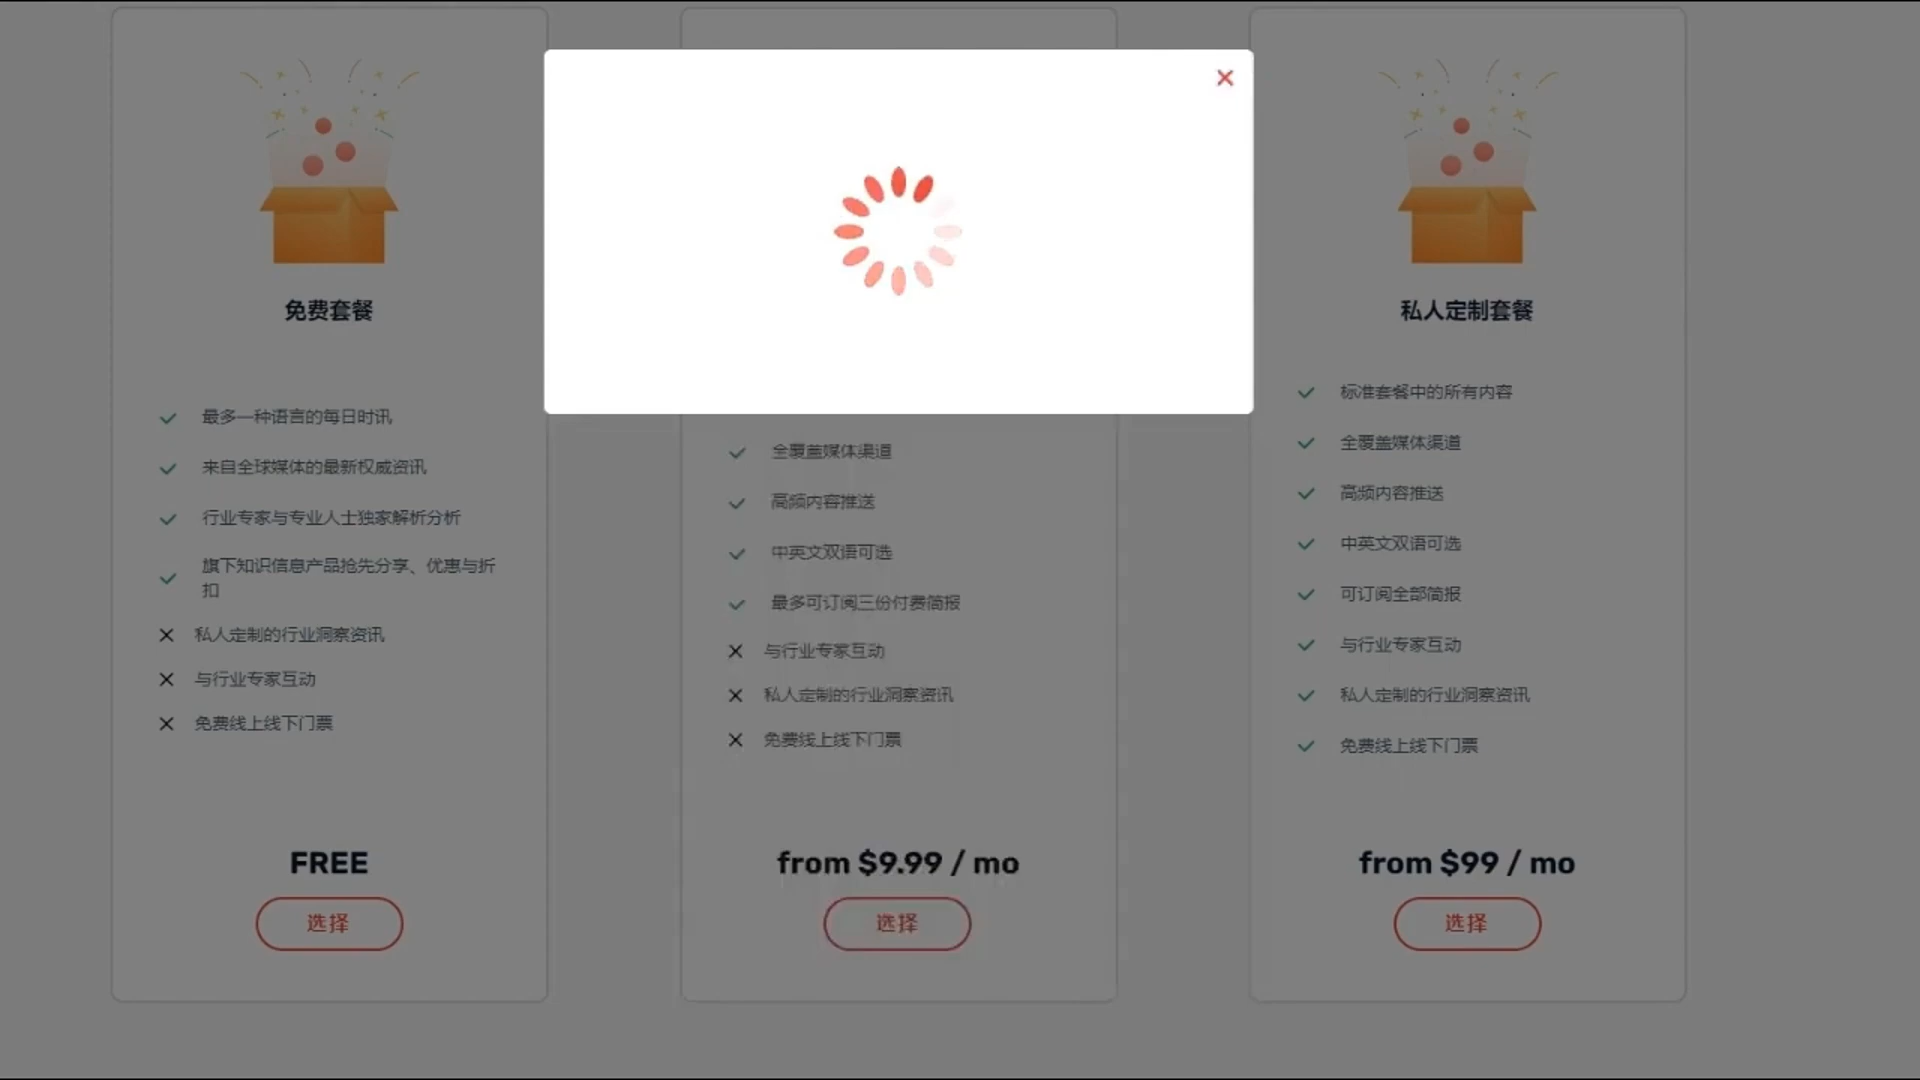 免费套餐
最多一种语言的每日时讯
来自全球媒体的最新权威资讯
行业专家与专业人士独家解析分析
旗下知识信息产品抢先分享、优惠与折
扣
私人定制的行业洞察资讯
与行业专家互动
免费线上线下门票
FREE
选择
全覆盖媒体渠道
高频内容推送
中英文双语可选
最多可订阅三份付费简报
与行业专家互动
私人定制的行业洞察资讯
免费线上线下门票
from $9.99 / mo
选择
私人定制套餐
标准套餐中的所有内容
全覆盖媒体渠道
高频内容推送
中英文双语可选
可订阅全部简报
与行业专家互动
私人定制的行业洞察资讯
免费线上线下门票
from $99 / mo
选择